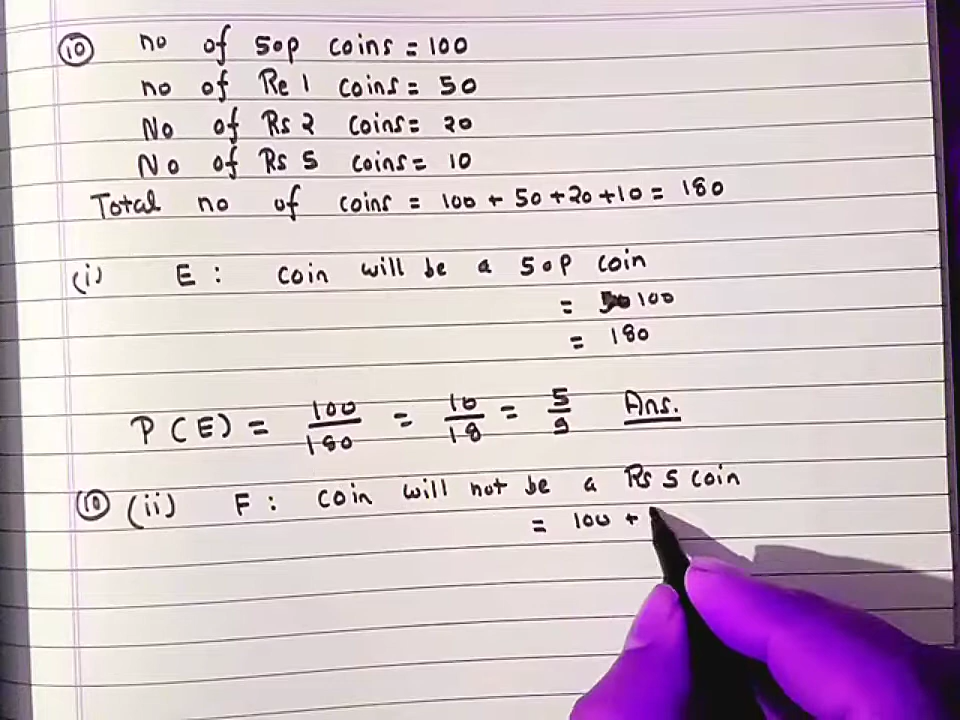 10 no of 50p coins = 100
no of Re 1 coins = 50
No of Rs 2 coins = 20
No of Rs 5 coins = 10
Total no of coins = 100 + 50 + 20 + 10 = 180
(i) E : coin will be a 50P coin
= 100
= 180
P(E) = 100/180 = 10/18 = 5/9 Ans.
10 (ii) F : coin will not be a Rs 5 coin
= 100 +